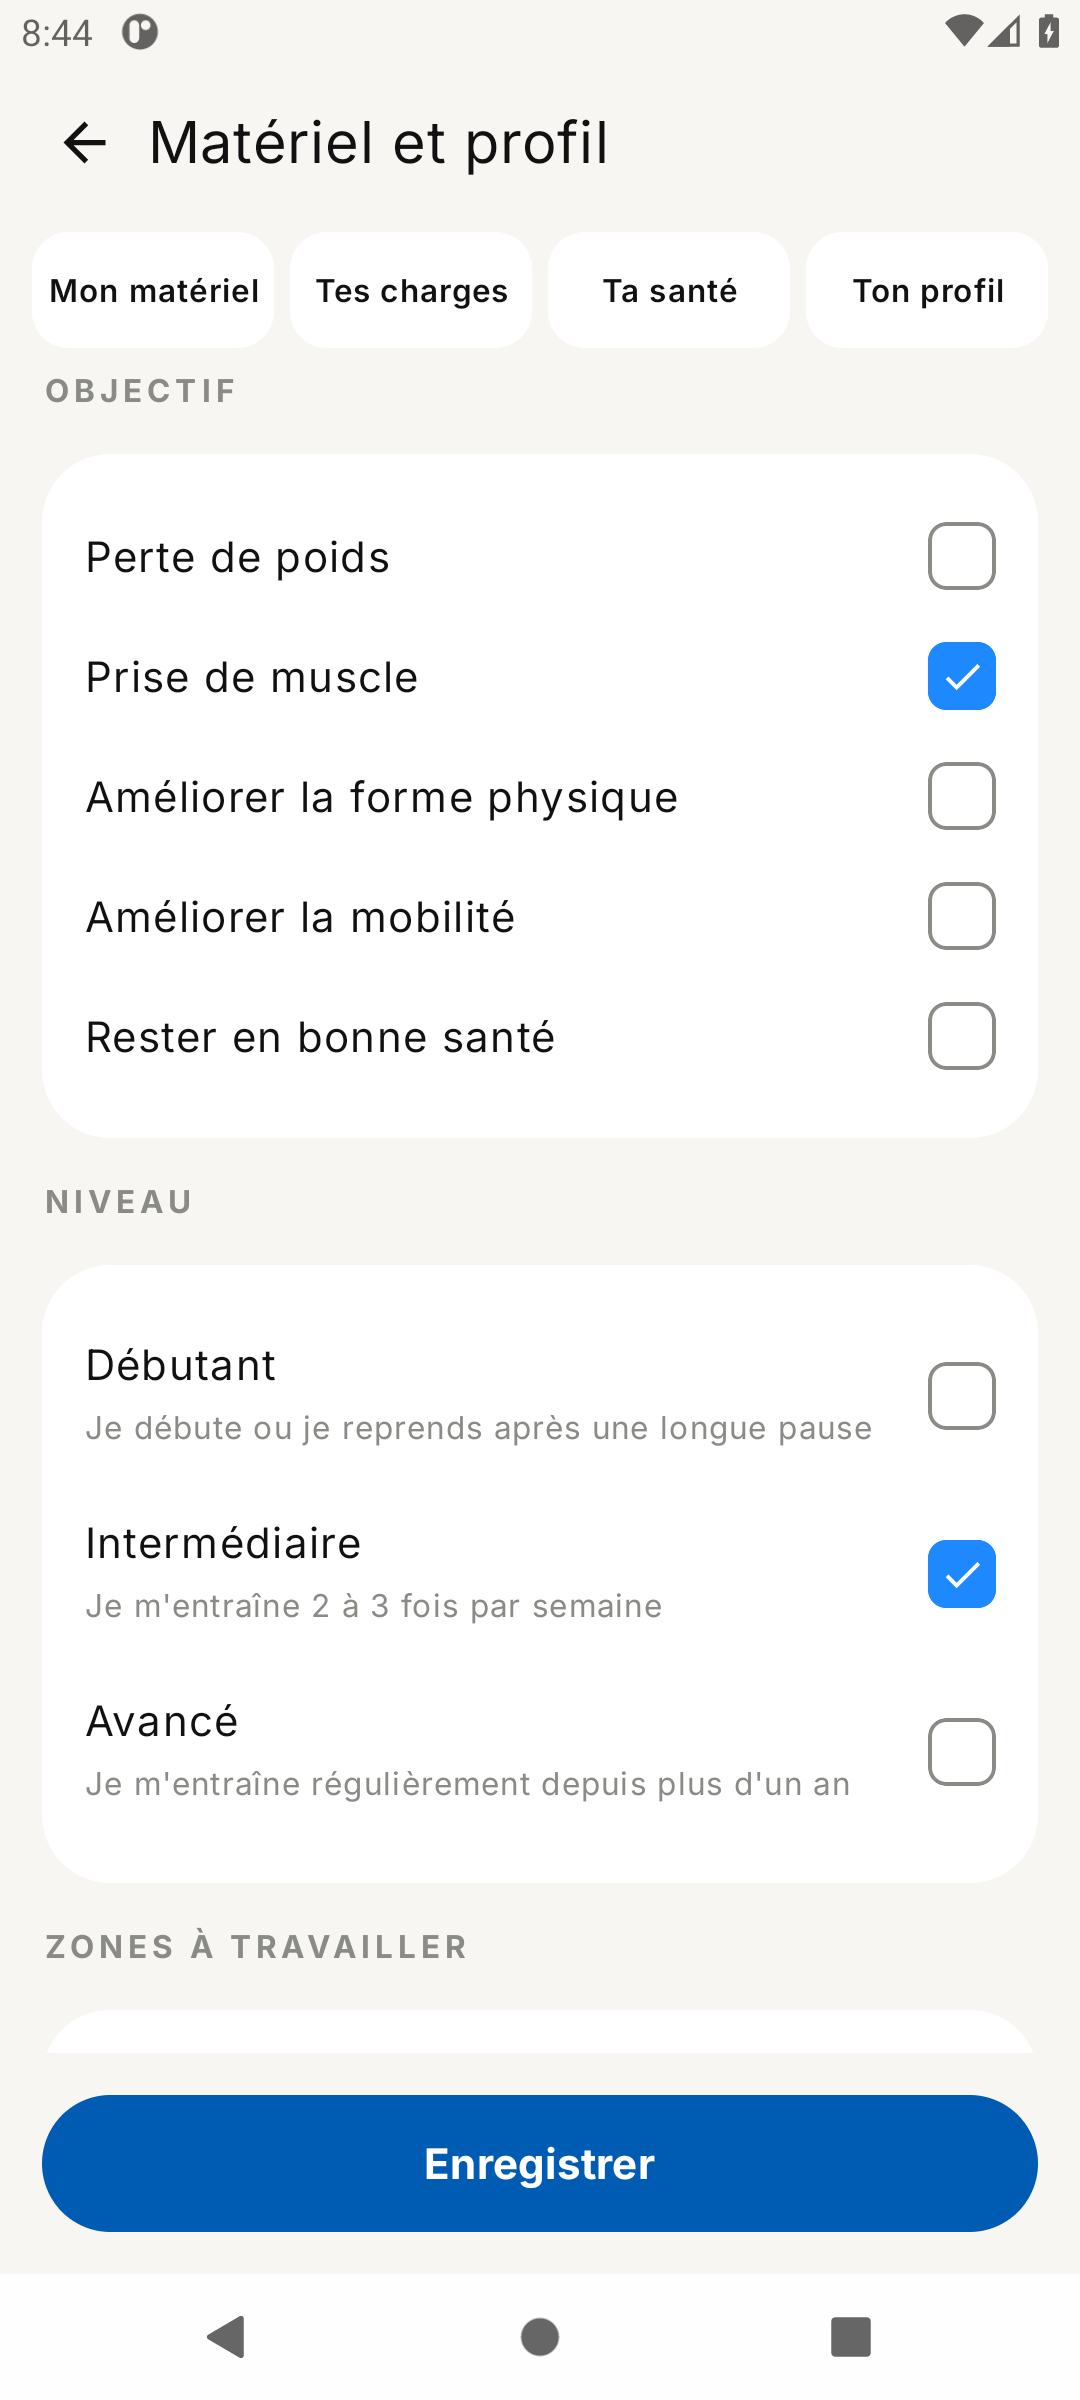 8:44
Matériel et profil
Mon matériel
Tes charges
Ta santé
Ton profil
OBJECTIF
Perte de poids
Prise de muscle
Améliorer la forme physique
Améliorer la mobilité
Rester en bonne santé
NIVEAU
Débutant
Je débute ou je reprends après une longue pause
Intermédiaire
Je m'entraîne 2 à 3 fois par semaine
Avancé
Je m'entraîne régulièrement depuis plus d'un an
ZONES À TRAVAILLER
Enregistrer